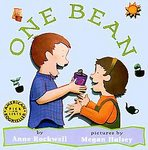 ONE BEAN
by
Anne Rockwell
pictures by
Megan Halsey